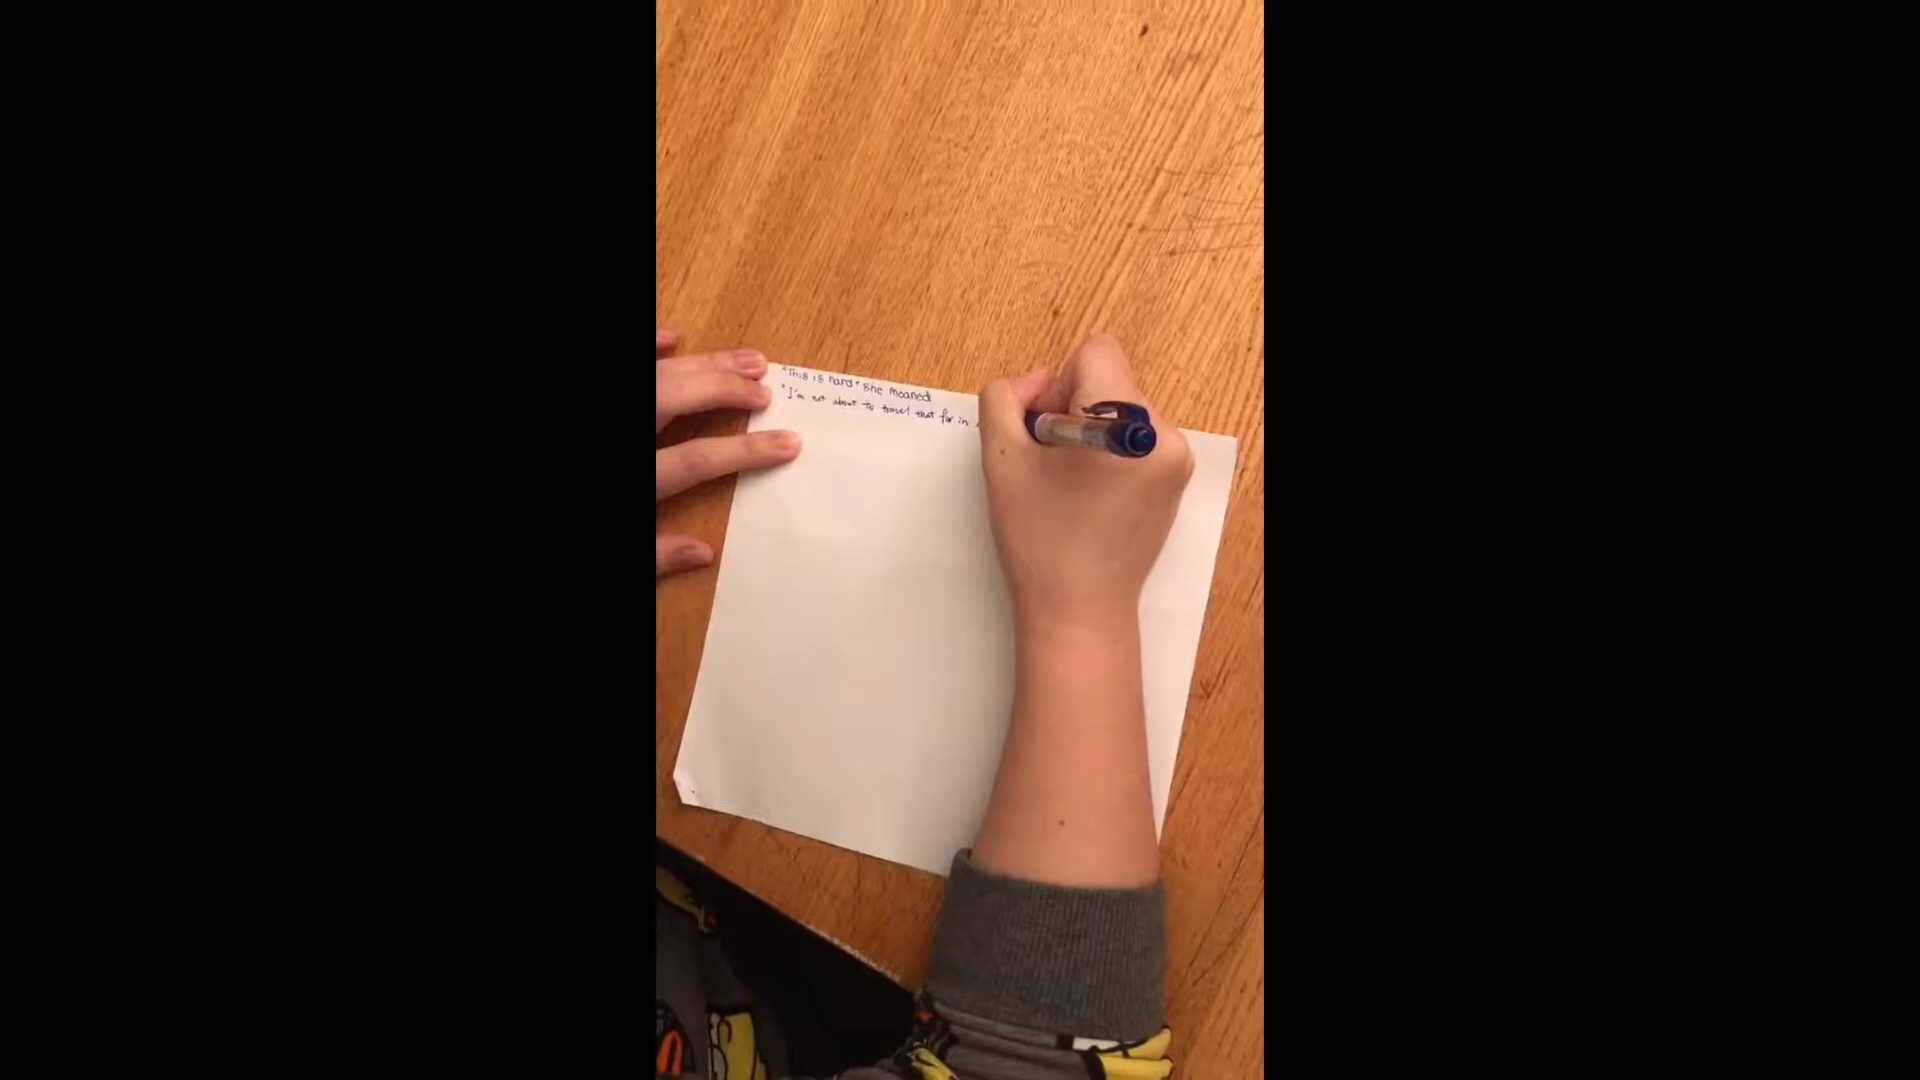 "This is hard" She moaned
"I'm not about to travel that far in